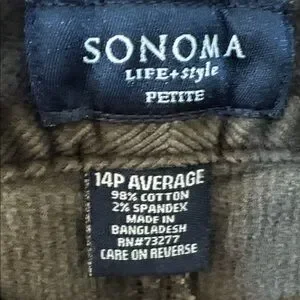 SONOMA
LIFE+style
PETITE
14P AVERAGE
98% COTTON
2% SPANDEX
MADE IN
BANGLADESH
RN#73277
CARE ON REVERSE